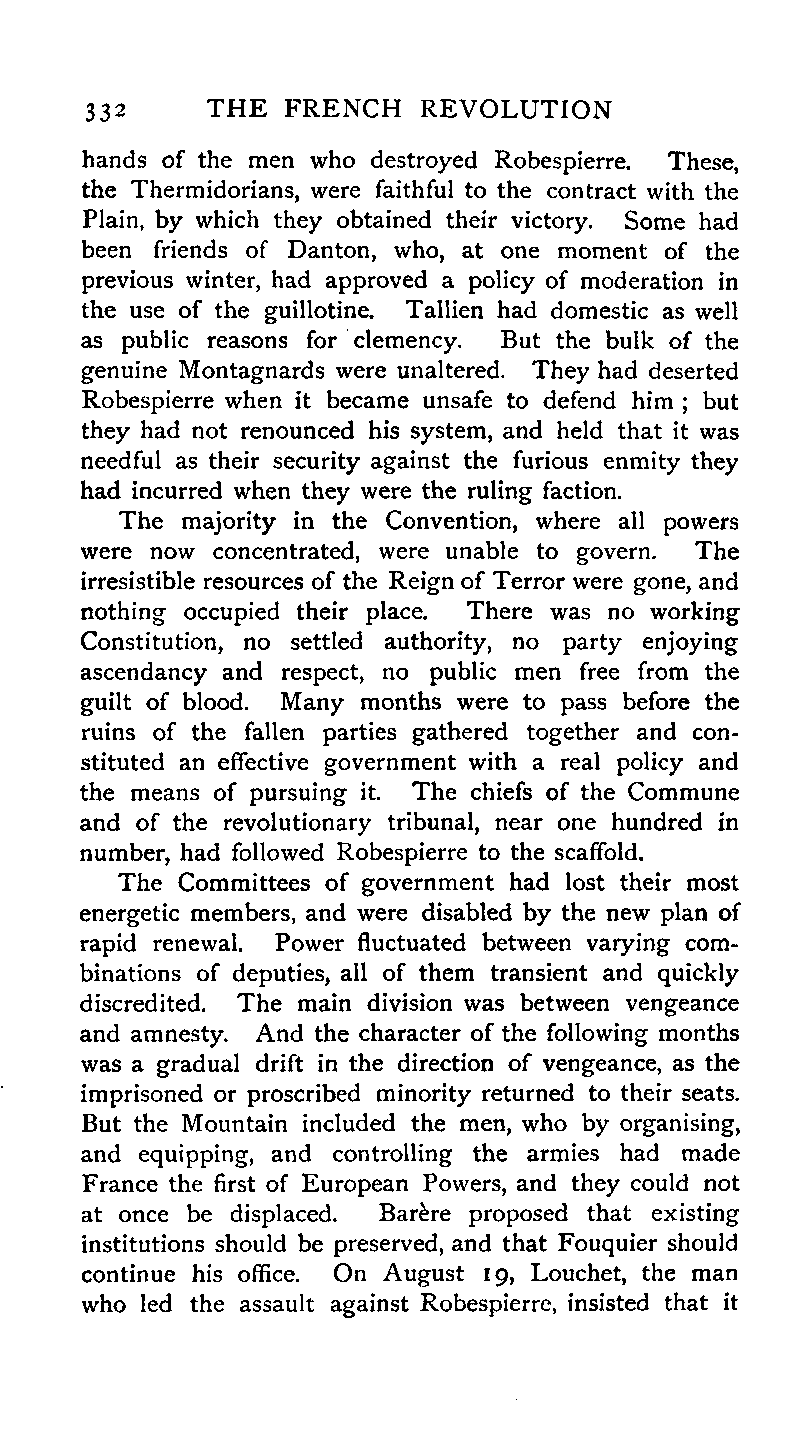 332 THE FRENCH REVOLUTION
hands of the men who destroyed Robespierre. These,
the Thermidorians, were faithful to the contract with the
Plain, by which they obtained their victory. Some had
been friends of Danton, who, at one moment of the
previous winter, had approved a policy of moderation in
the use of the guillotine. Tallien had domestic as well
as public reasons for clemency. But the bulk of the
genuine Montagnards were unaltered. They had deserted
Robespierre when it became unsafe to defend him ; but
they had not renounced his system, and held that it was
needful as their security against the furious enmity they
had incurred when they were the ruling faction.
The majority in the Convention, where all powers
were now concentrated, were unable to govern. The
irresistible resources of the Reign of Terror were gone, and
nothing occupied their place. There was no working
Constitution, no settled authority, no party enjoying
ascendancy and respect, no public men free from the
guilt of blood. Many months were to pass before the
ruins of the fallen parties gathered together and con-
stituted an effective government with a real policy and
the means of pursuing it. The chiefs of the Commune
and of the revolutionary tribunal, near one hundred in
number, had followed Robespierre to the scaffold.
The Committees of government had lost their most
energetic members, and were disabled by the new plan of
rapid renewal. Power fluctuated between varying com-
binations of deputies, all of them transient and quickly
discredited. The main division was between vengeance
and amnesty. And the character of the following months
was a gradual drift in the direction of vengeance, as the
imprisoned or proscribed minority returned to their seats.
But the Mountain included the men, who by organising,
and equipping, and controlling the armies had made
France the first of European Powers, and they could not
at once be displaced. Barère proposed that existing
institutions should be preserved, and that Fouquier should
continue his office. On August 19, Louchet, the man
who led the assault against Robespierre, insisted that it